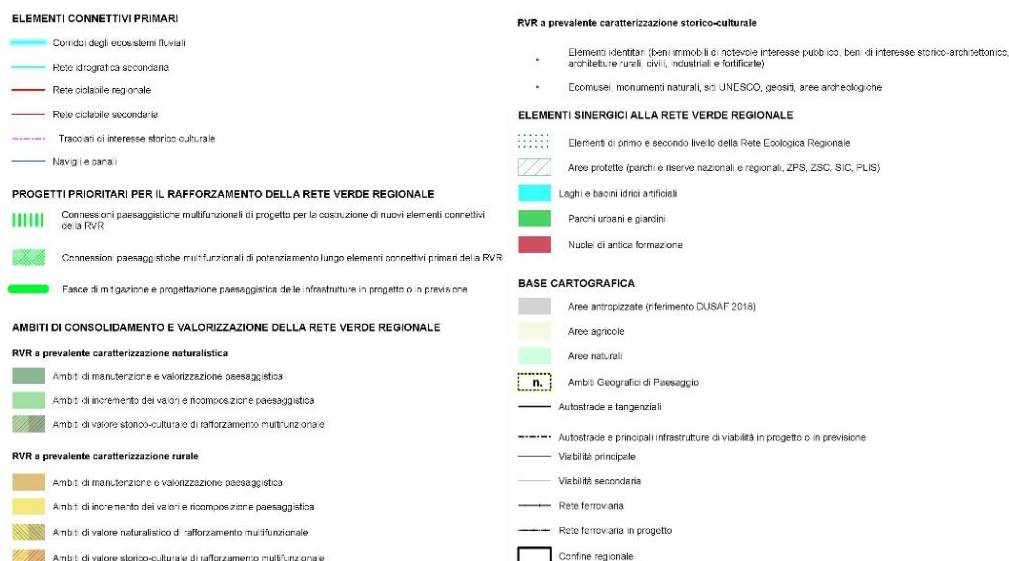 ELEMENTI CONNETTIVI PRIMARI
Corridoi degli ecosistemi fluviali
Rete idrografica secondaria
Rete ciclabile regionale
Rete ciclabile secondaria
Tracciati di interesse storico-culturale
Navigli e canali
PROGETTI PRIORITARI PER IL RAFFORZAMENTO DELLA RETE VERDE REGIONALE
Connessioni paesaggistiche multifunzionali di progetto per la costruzione di nuovi elementi connettivi
della RVR
Connessioni paesaggistiche multifunzionali di potenziamento lungo elementi connettivi primari della RVR
Fasce di mitigazione e progettazione paesaggistica delle infrastrutture in progetto o in previsione
AMBITI DI CONSOLIDAMENTO E VALORIZZAZIONE DELLA RETE VERDE REGIONALE
RVR a prevalente caratterizzazione naturalistica
Ambiti di manutenzione e valorizzazione paesaggistica
Ambiti di incremento dei valori e ricomposizione paesaggistica
Ambiti di valore storico-culturale di rafforzamento multifunzionale
RVR a prevalente caratterizzazione rurale
Ambiti di manutenzione e valorizzazione paesaggistica
Ambiti di incremento dei valori e ricomposizione paesaggistica
Ambiti di valore naturalistico di rafforzamento multifunzionale
Ambiti di valore storico-culturale di rafforzamento multifunzionale
RVR a prevalente caratterizzazione storico-culturale
Elementi identitari (beni immobili di notevole interesse pubblico, beni di interesse storico-architettonico,
architetture rurali, civili, industriali e fortificate)
Ecomusei, monumenti naturali, siti UNESCO, geositi, aree archeologiche
ELEMENTI SINERGICI ALLA RETE VERDE REGIONALE
Elementi di primo e secondo livello della Rete Ecologica Regionale
Aree protette (parchi e riserve nazionali e regionali, ZPS, ZSC, SIC, PLIS)
Laghi e bacini idrici artificiali
Parchi urbani e giardini
Nuclei di antica formazione
BASE CARTOGRAFICA
Aree antropizzate (riferimento DUSAF 2018)
Aree agricole
Aree naturali
n. Ambiti Geografici di Paesaggio
Autostrade e tangenziali
Autostrade e principali infrastrutture di viabilità in progetto o in previsione
Viabilità principale
Viabilità secondaria
Rete ferroviaria
Rete ferroviaria in progetto
Confine regionale